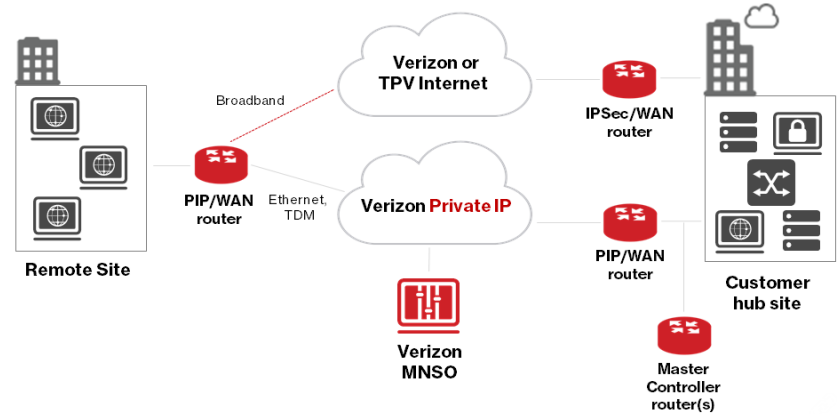 Verizon or
TPV Internet
Broadband
IPSec/WAN
router
PIP/WAN
router
Ethernet,
TDM
Verizon Private IP
PIP/WAN
router
Remote Site
Customer
hub site
Verizon
MNSO
Master
Controller
router(s)